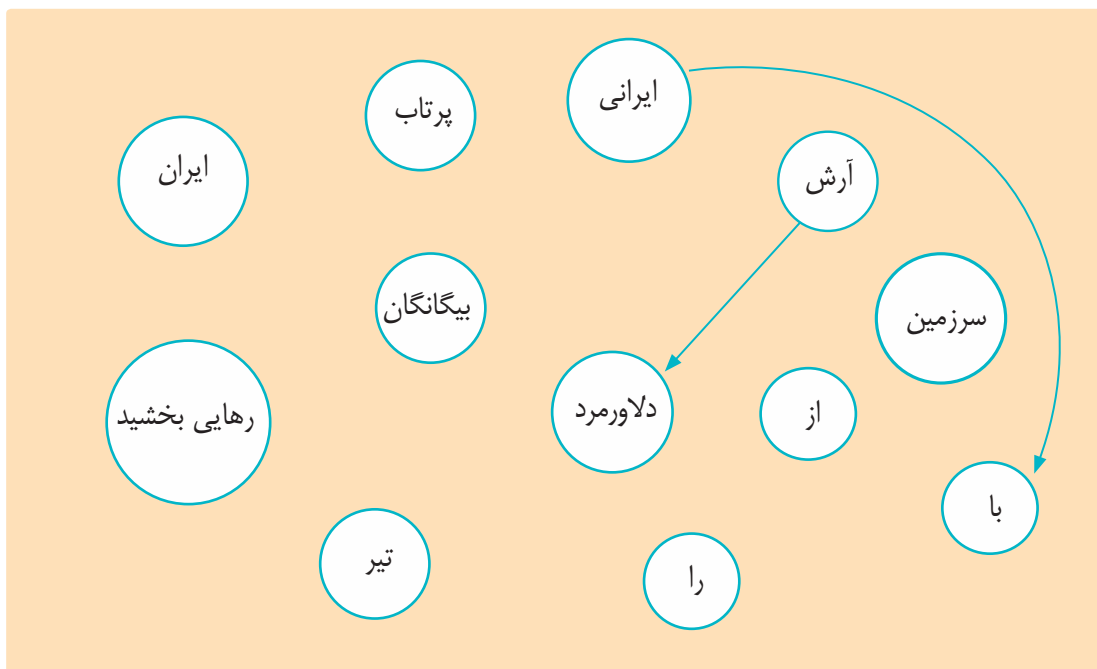 ایرانی
پرتاب
آرش
ایران
سرزمین
بیگانگان
دلاورمرد
از
رهایی بخشید
با
تیر
را